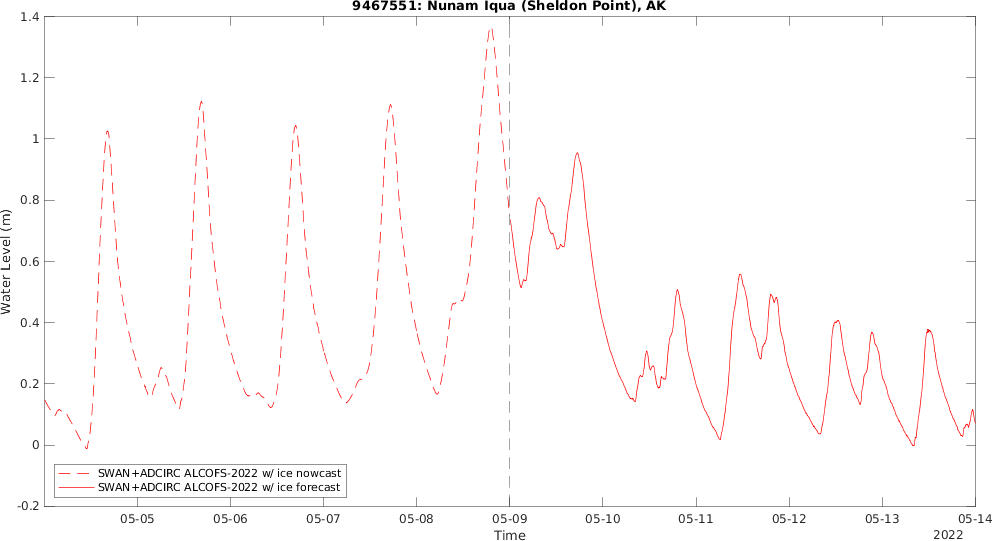 9467551: Nunam Iqua (Sheldon Point), AK
1.4
1.2
1
0.8
0.6
0.4
0.2
0
-0.2
Water Level (m)
SWAN+ADCIRC ALCOFS-2022 w/ ice nowcast
SWAN+ADCIRC ALCOFS-2022 w/ ice forecast
05-05 05-06 05-07 05-08 05-09 05-10 05-11 05-12 05-13 05-14
Time
2022